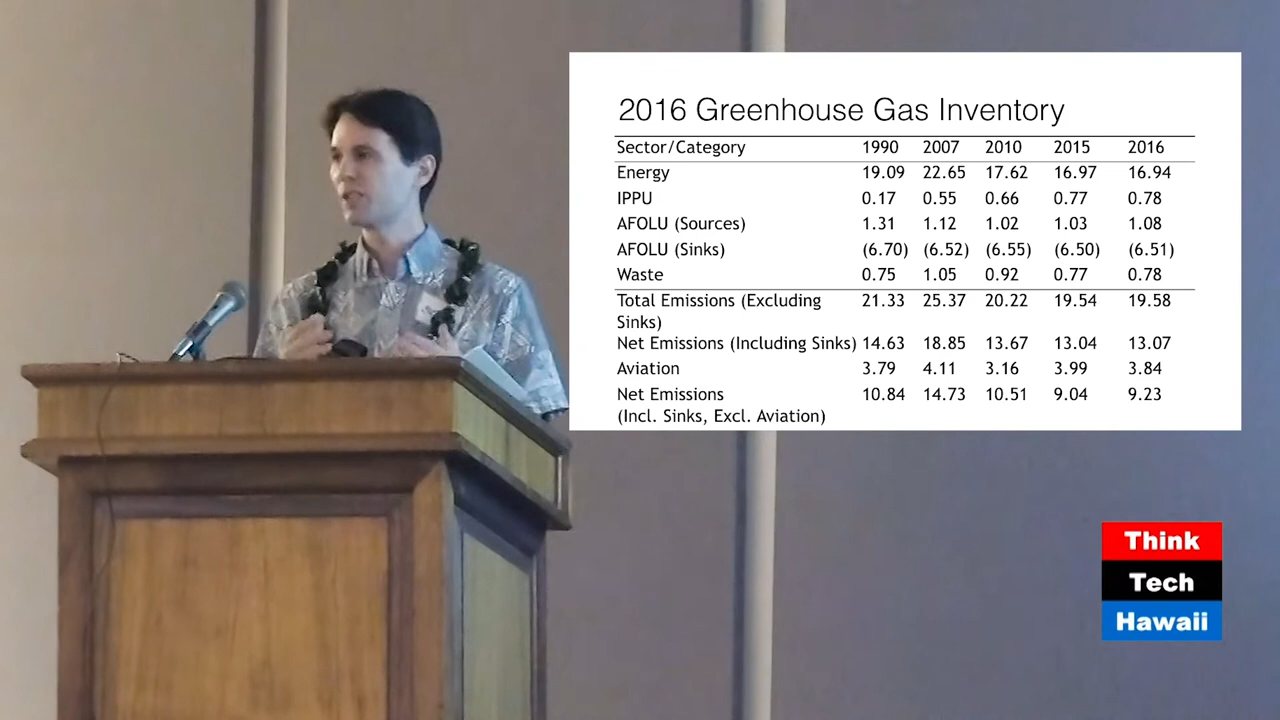 2016 Greenhouse Gas Inventory
Sector/Category 1990 2007 2010 2015 2016
Energy 19.09 22.65 17.62 16.97 16.94
IPPU 0.17 0.55 0.66 0.77 0.78
AFOLU (Sources) 1.31 1.12 1.02 1.03 1.08
AFOLU (Sinks) (6.70) (6.52) (6.55) (6.50) (6.51)
Waste 0.75 1.05 0.92 0.77 0.78
Total Emissions (Excluding 21.33 25.37 20.22 19.54 19.58
Sinks)
Net Emissions (Including Sinks) 14.63 18.85 13.67 13.04 13.07
Aviation 3.79 4.11 3.16 3.99 3.84
Net Emissions 10.84 14.73 10.51 9.04 9.23
(Incl. Sinks, Excl. Aviation)
Think
Tech
Hawaii